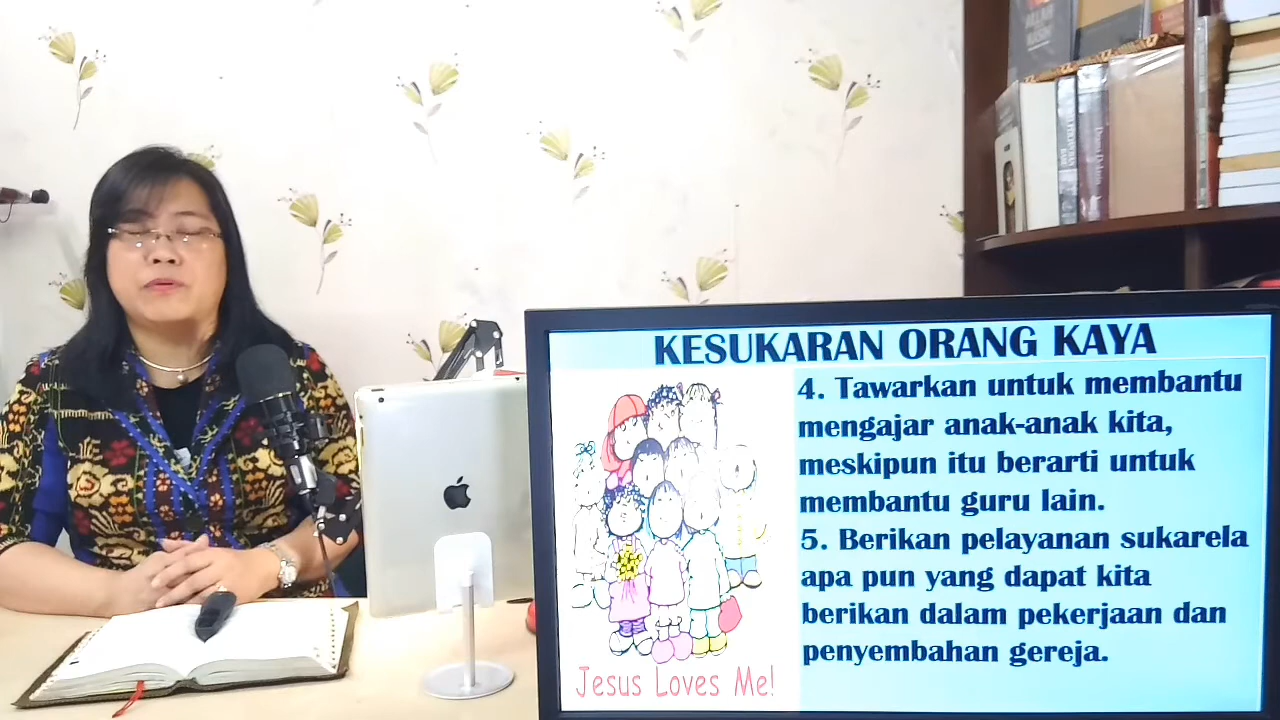 KESUKARAN ORANG KAYA
4. Tawarkan untuk membantu
mengajar anak-anak kita,
meskipun itu berarti untuk
membantu guru lain.
5. Berikan pelayanan sukarela
apa pun yang dapat kita
berikan dalam pekerjaan dan
penyembahan gereja.
Jesus Loves Me!